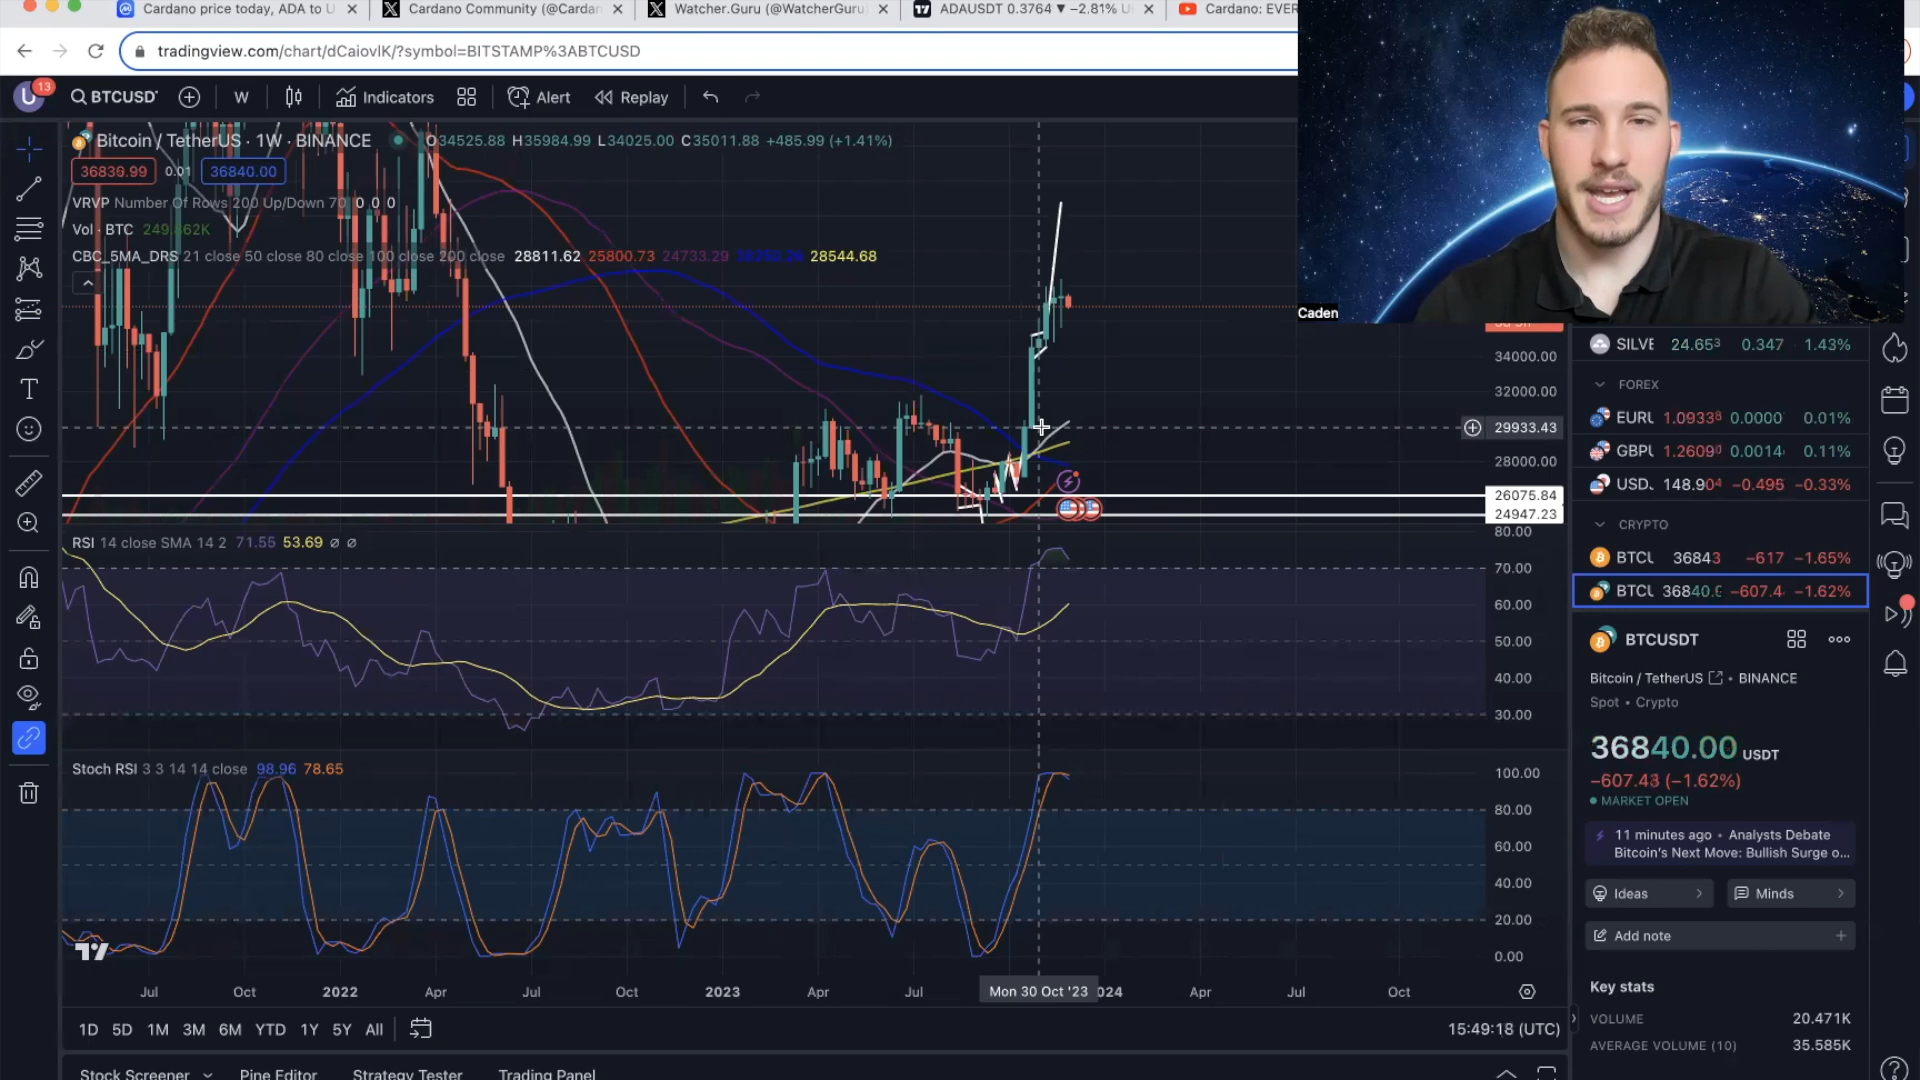 Cardano price today, ADA to U
Cardano Community (@Cardan
Watcher.Guru (@WatcherGuru
ADAUSDT 0.3764 ▼ −2.81% U
Cardano: EVER
tradingview.com/chart/dCaiovlK/?symbol=BITSTAMP%3ABTCUSD
U 13
BTCUSD
W
Indicators
Alert
Replay
Bitcoin / TetherUS · 1W · BINANCE
O34525.88 H35984.99 L34025.00 C35011.88 +485.99 (+1.41%)
36839.99 0.01 36840.00
VRVP Number Of Rows 200 Up/Down 70 0 0 0
Vol · BTC
CBC_5MA_DRS 21 close 50 close 80 close 100 close 200 close 28811.62 25800.73 24733.29 28544.68
Caden
34000.00
32000.00
29933.43
28000.00
26075.84
24947.23
RSI 14 close SMA 14 2 71.55 53.69 ∅ ∅
80.00
70.00
60.00
50.00
40.00
30.00
Stoch RSI 3 3 14 14 close 98.96 78.65
100.00
80.00
60.00
40.00
20.00
0.00
Jul Oct 2022 Apr Jul Oct 2023 Apr Jul Mon 30 Oct '23 024 Apr Jul Oct
1D 5D 1M 3M 6M YTD 1Y 5Y All
15:49:18 (UTC)
Stock Screener Pine Editor Strategy Tester Trading Panel
SILVE 24.653 0.347 1.43%
FOREX
EURU 1.09338 0.0000 0.01%
GBPU 1.26090 0.0014 0.11%
USDJ 148.904 −0.495 −0.33%
CRYPTO
BTCU 36843 −617 −1.65%
BTCU 36840.0 −607.4 −1.62%
BTCUSDT
Bitcoin / TetherUS • BINANCE
Spot • Crypto
36840.00 USDT
−607.43 (−1.62%)
MARKET OPEN
11 minutes ago • Analysts Debate
Bitcoin's Next Move: Bullish Surge o...
Ideas
Minds
Add note
Key stats
VOLUME 20.471K
AVERAGE VOLUME (10) 35.585K